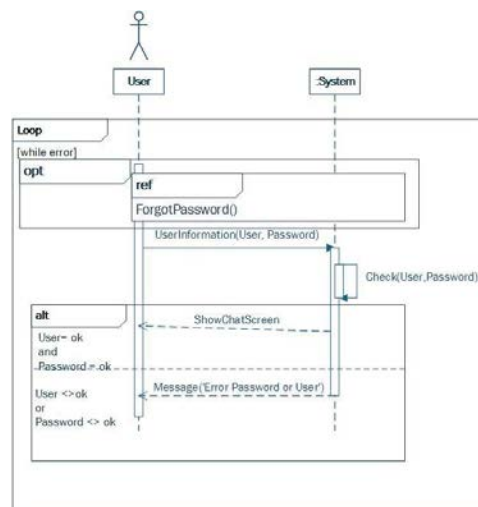 User
:System
Loop
[while error]
opt
ref
ForgotPassword()
UserInformation(User, Password)
Check(User,Password)
alt
ShowChatScreen
User= ok
and
Password = ok
Message('Error Password or User')
User <>ok
or
Password <> ok